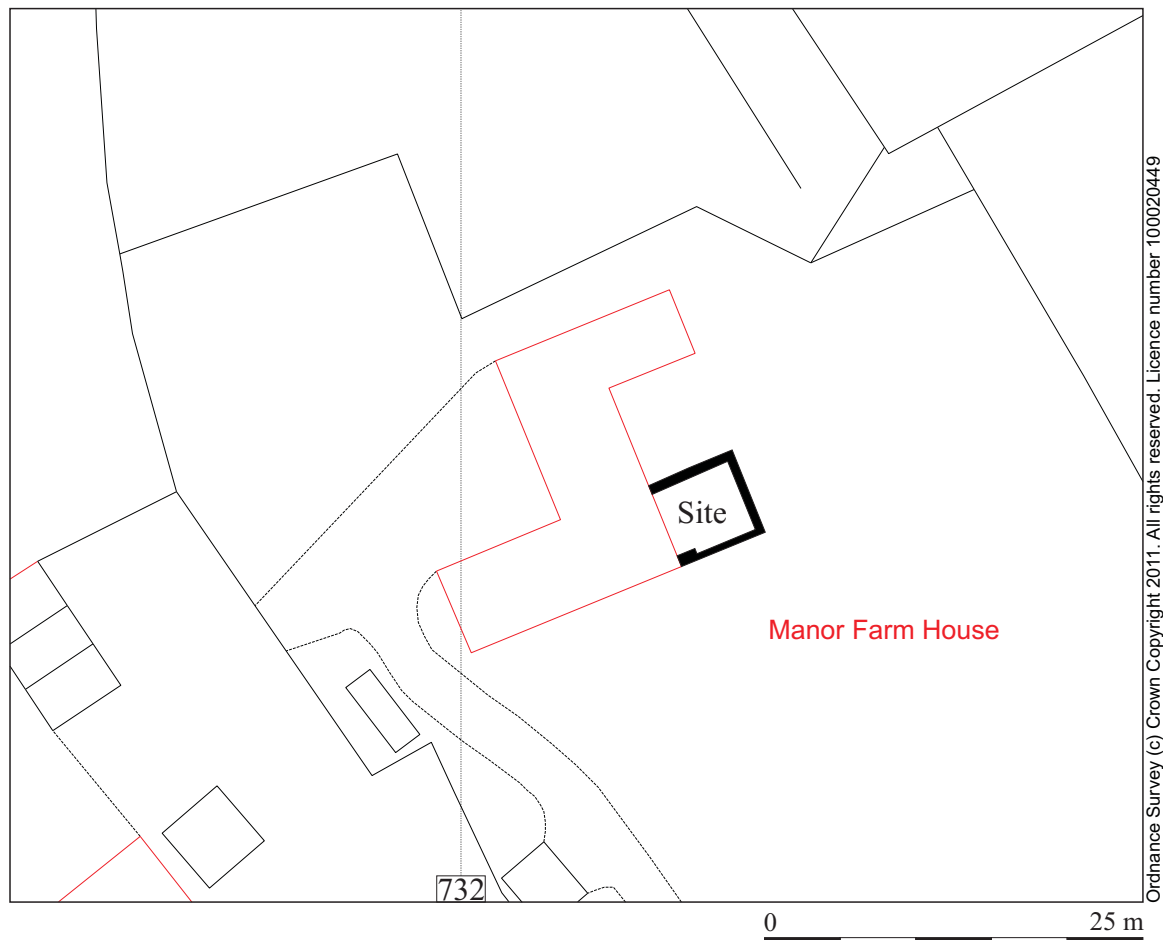 Site
Manor Farm House
732
0 25 m
Ordnance Survey (c) Crown Copyright 2011. All rights reserved. Licence number 100020449